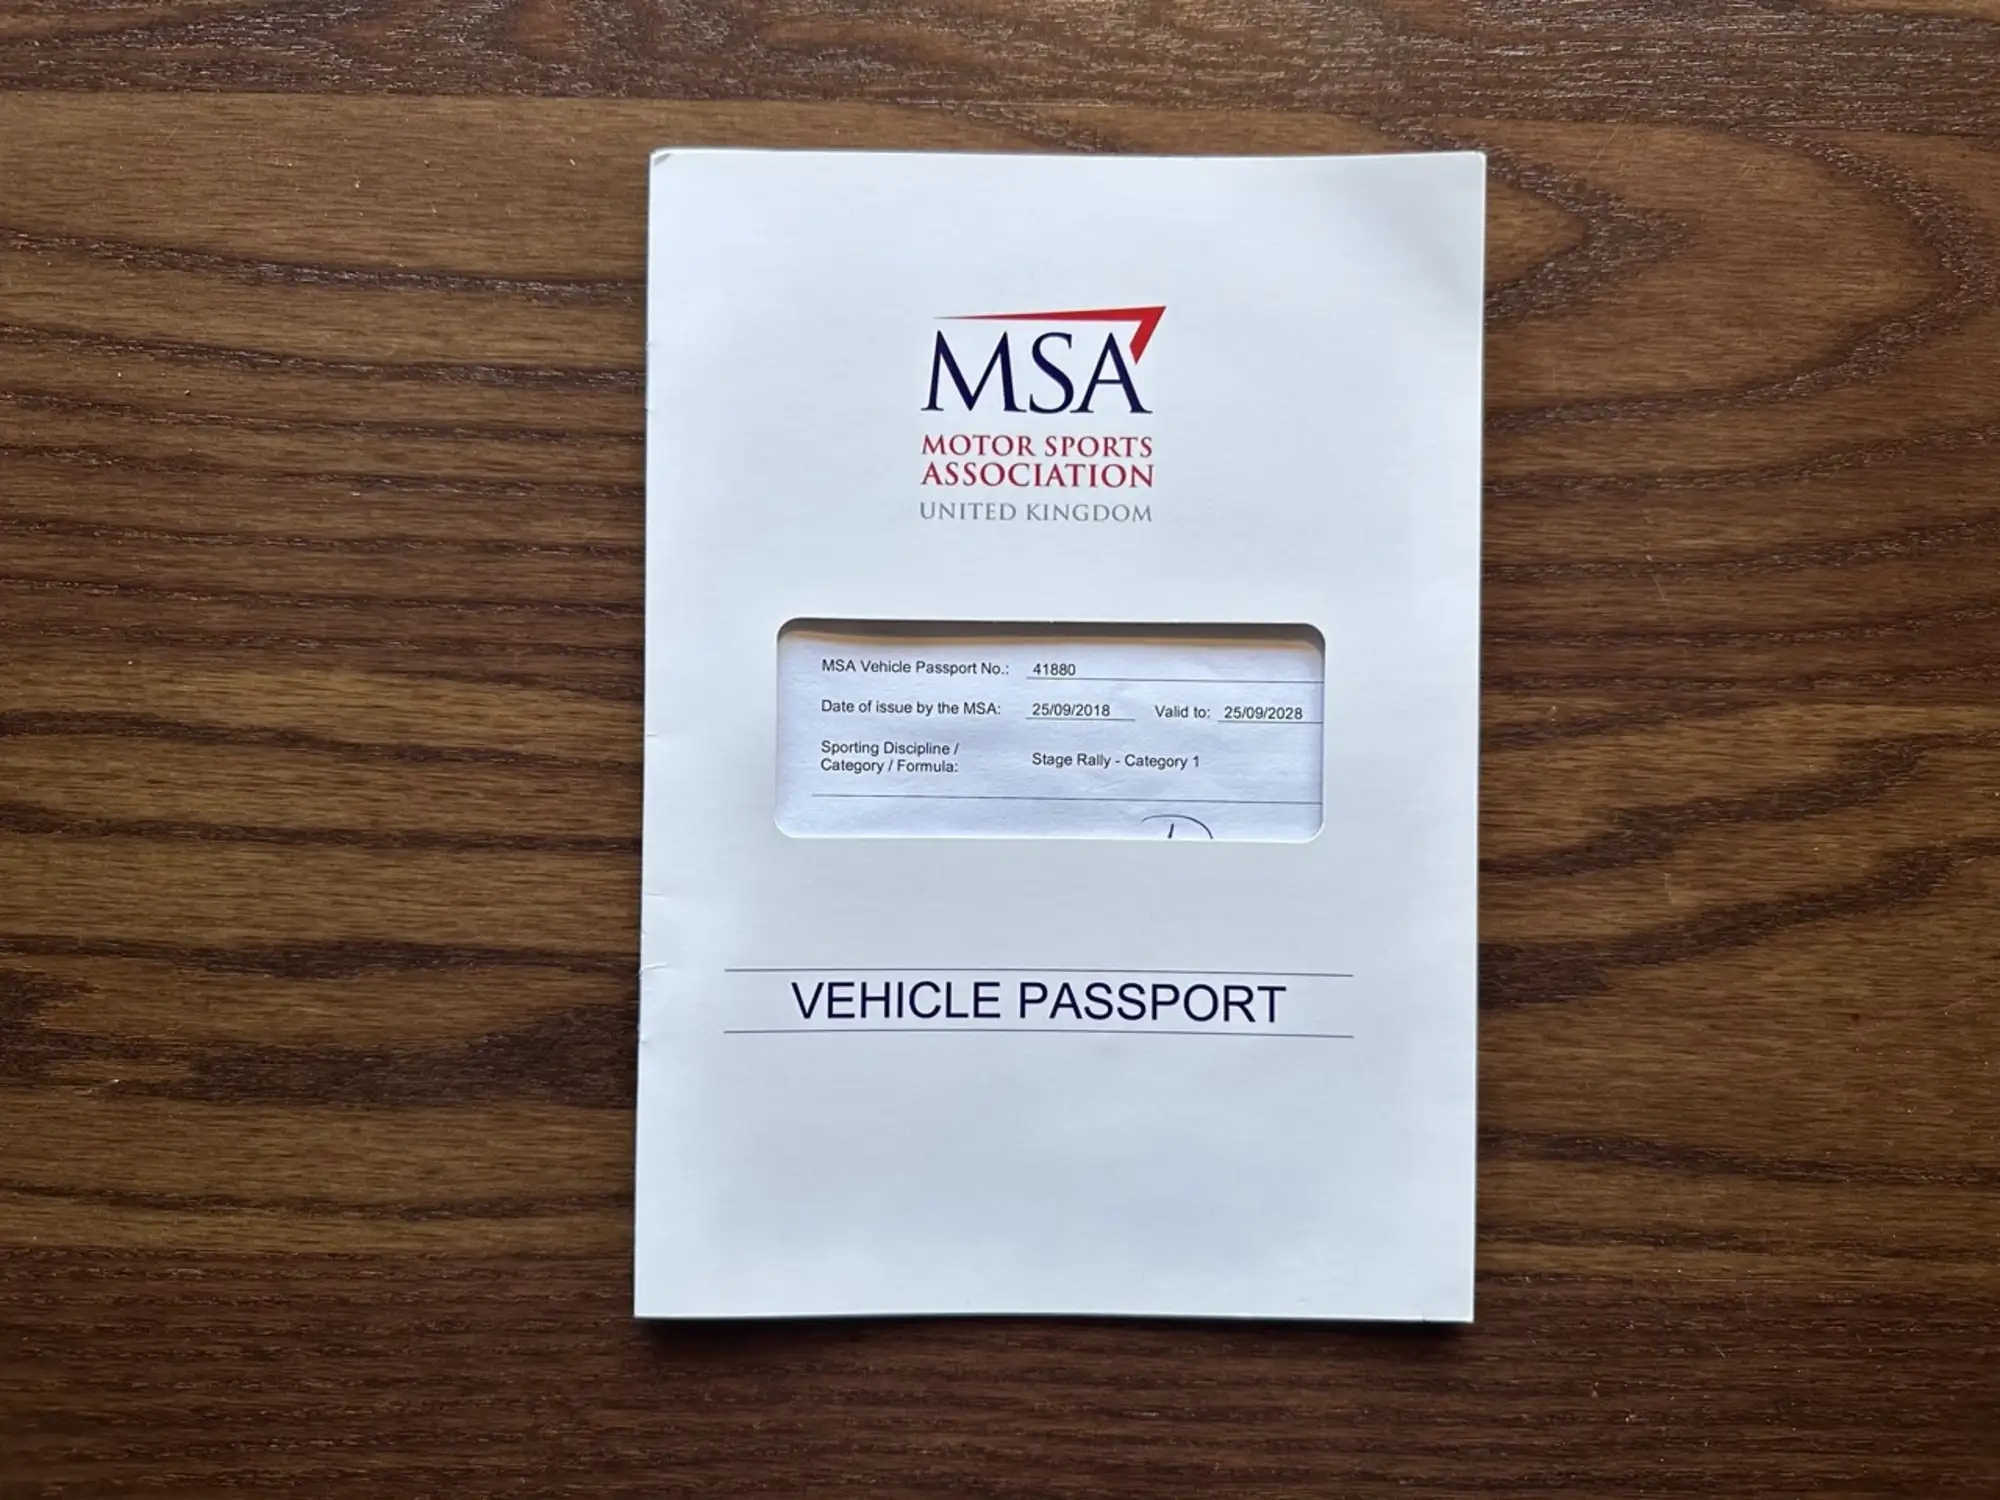 MSA
MOTOR SPORTS
ASSOCIATION
UNITED KINGDOM
MSA Vehicle Passport No.: 41880
Date of issue by the MSA: 25/09/2018 Valid to: 25/09/2028
Sporting Discipline /
Category / Formula: Stage Rally - Category 1
VEHICLE PASSPORT